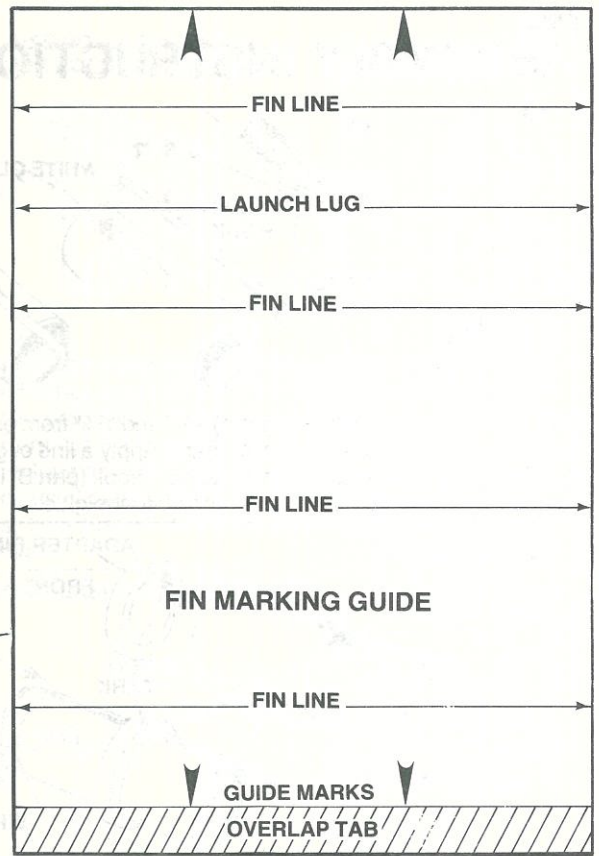 FIN LINE
LAUNCH LUG
FIN LINE
FIN LINE
FIN MARKING GUIDE
FIN LINE
GUIDE MARKS
OVERLAP TAB